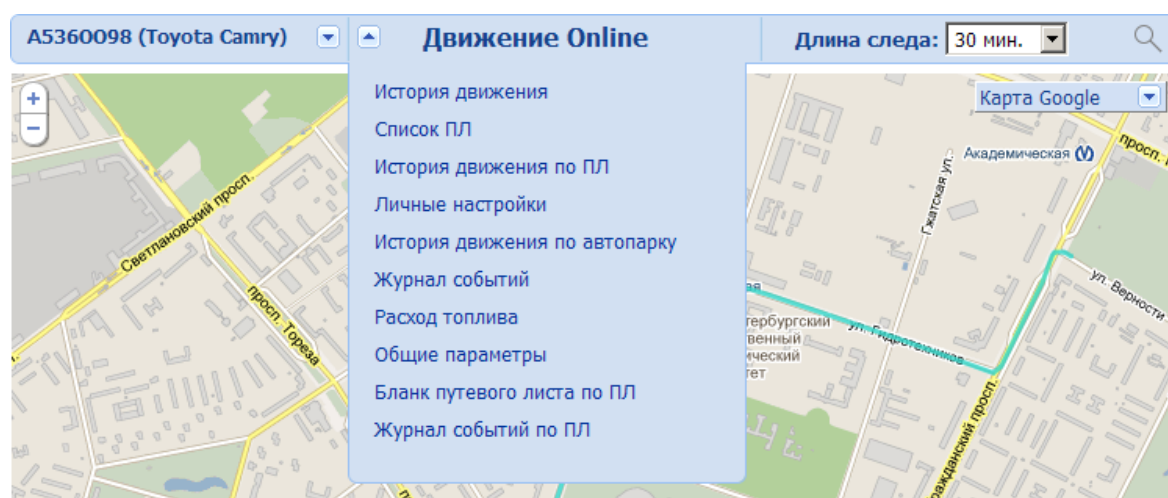 А536ОО98 (Toyota Camry)
Движение Online
Длина следа: 30 мин.
История движения
Список ПЛ
История движения по ПЛ
Личные настройки
История движения по автопарку
Журнал событий
Расход топлива
Общие параметры
Бланк путевого листа по ПЛ
Журнал событий по ПЛ
Карта Google
Академическая
просп.
Гжатская ул.
Светлановский просп.
просп. Тореза
ул. Верности
ул. Гидротехников